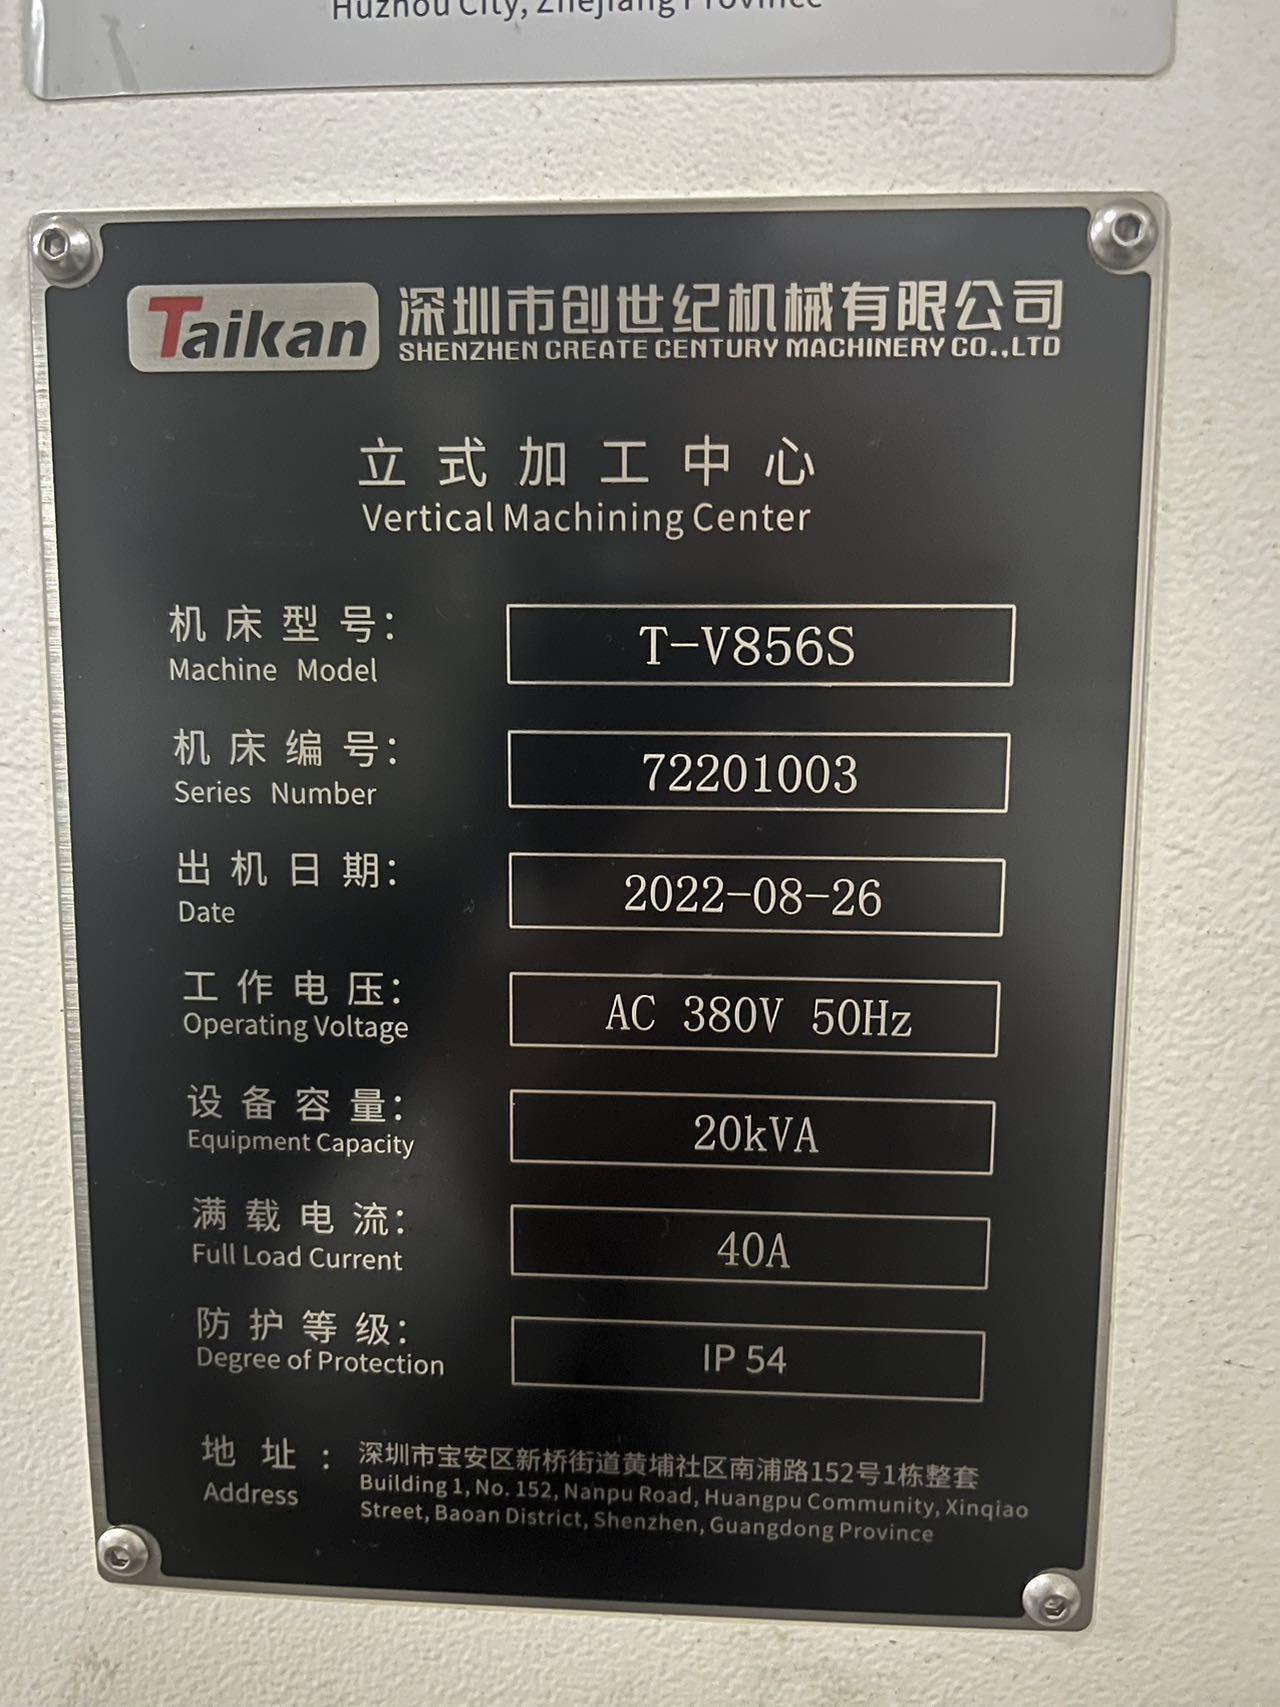 Huzhou City, Zhejiang Province
Taikan 深圳市创世纪机械有限公司
SHENZHEN CREATE CENTURY MACHINERY CO.,LTD
立式加工中心
Vertical Machining Center
机床型号: T-V856S
Machine Model
机床编号: 72201003
Series Number
出机日期: 2022-08-26
Date
工作电压: AC 380V 50Hz
Operating Voltage
设备容量: 20kVA
Equipment Capacity
满载电流: 40A
Full Load Current
防护等级: IP 54
Degree of Protection
地址: 深圳市宝安区新桥街道黄埔社区南浦路152号1栋整套
Address Building 1, No. 152, Nanpu Road, Huangpu Community, Xinqiao
Street, Baoan District, Shenzhen, Guangdong Province